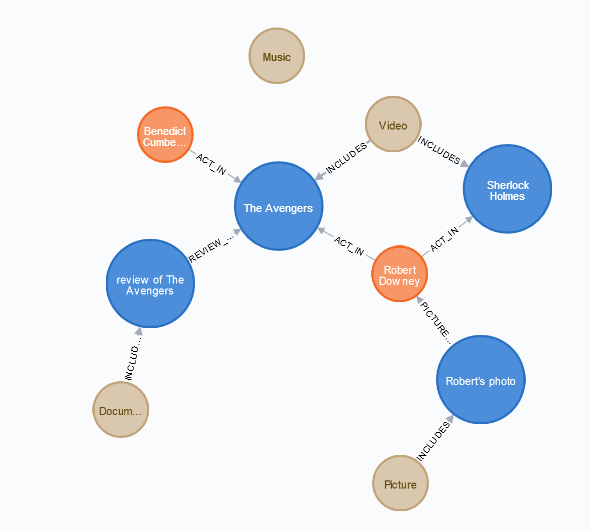 Music
Video
Benedict
Cumbe...
ACT_IN
INCLUDES
INCLUDES
Sherlock
Holmes
The Avengers
REVIEW_...
ACT_IN
ACT_IN
review of The
Avengers
Robert
Downey
PICTURE...
INCLUD...
Robert's photo
Docum...
INCLUDES
Picture